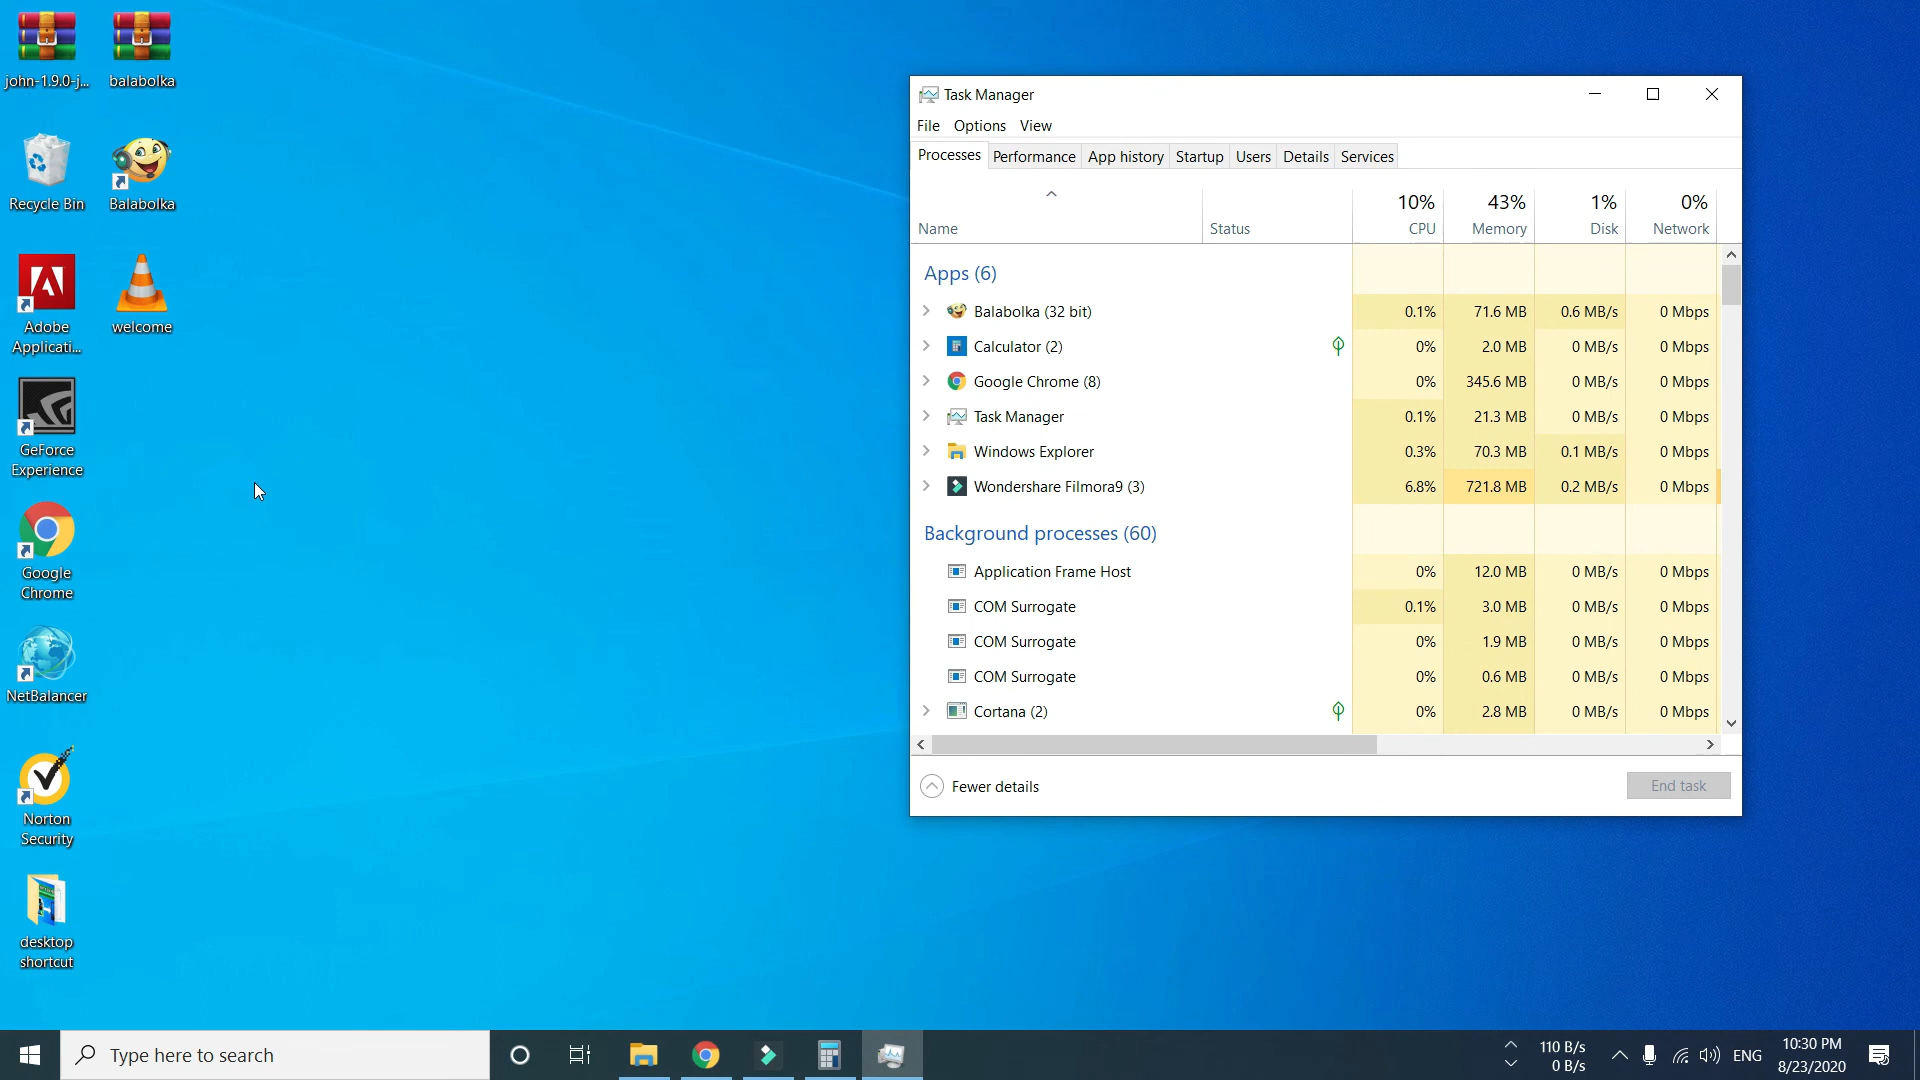 john-1.9.0-j...
balabolka
Recycle Bin
Balabolka
Adobe
Applicati...
welcome
GeForce
Experience
Google
Chrome
NetBalancer
Norton
Security
desktop
shortcut
Task Manager
File Options View
Processes Performance App history Startup Users Details Services
10% 43% 1% 0%
Name Status CPU Memory Disk Network
Apps (6)
Balabolka (32 bit) 0.1% 71.6 MB 0.6 MB/s 0 Mbps
Calculator (2) 0% 2.0 MB 0 MB/s 0 Mbps
Google Chrome (8) 0% 345.6 MB 0 MB/s 0 Mbps
Task Manager 0.1% 21.3 MB 0 MB/s 0 Mbps
Windows Explorer 0.3% 70.3 MB 0.1 MB/s 0 Mbps
Wondershare Filmora9 (3) 6.8% 721.8 MB 0.2 MB/s 0 Mbps
Background processes (60)
Application Frame Host 0% 12.0 MB 0 MB/s 0 Mbps
COM Surrogate 0.1% 3.0 MB 0 MB/s 0 Mbps
COM Surrogate 0% 1.9 MB 0 MB/s 0 Mbps
COM Surrogate 0% 0.6 MB 0 MB/s 0 Mbps
Cortana (2) 0% 2.8 MB 0 MB/s 0 Mbps
Fewer details
End task
Type here to search
110 B/s
0 B/s
ENG
10:30 PM
8/23/2020